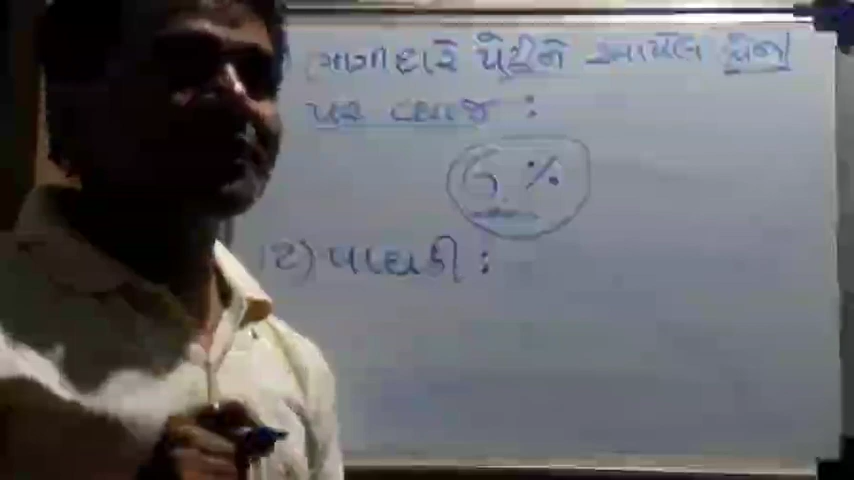 ભાગીદારે પેઢીને આપેલ લોન
પર વ્યાજ :
6 %
૨) પાઘડી :